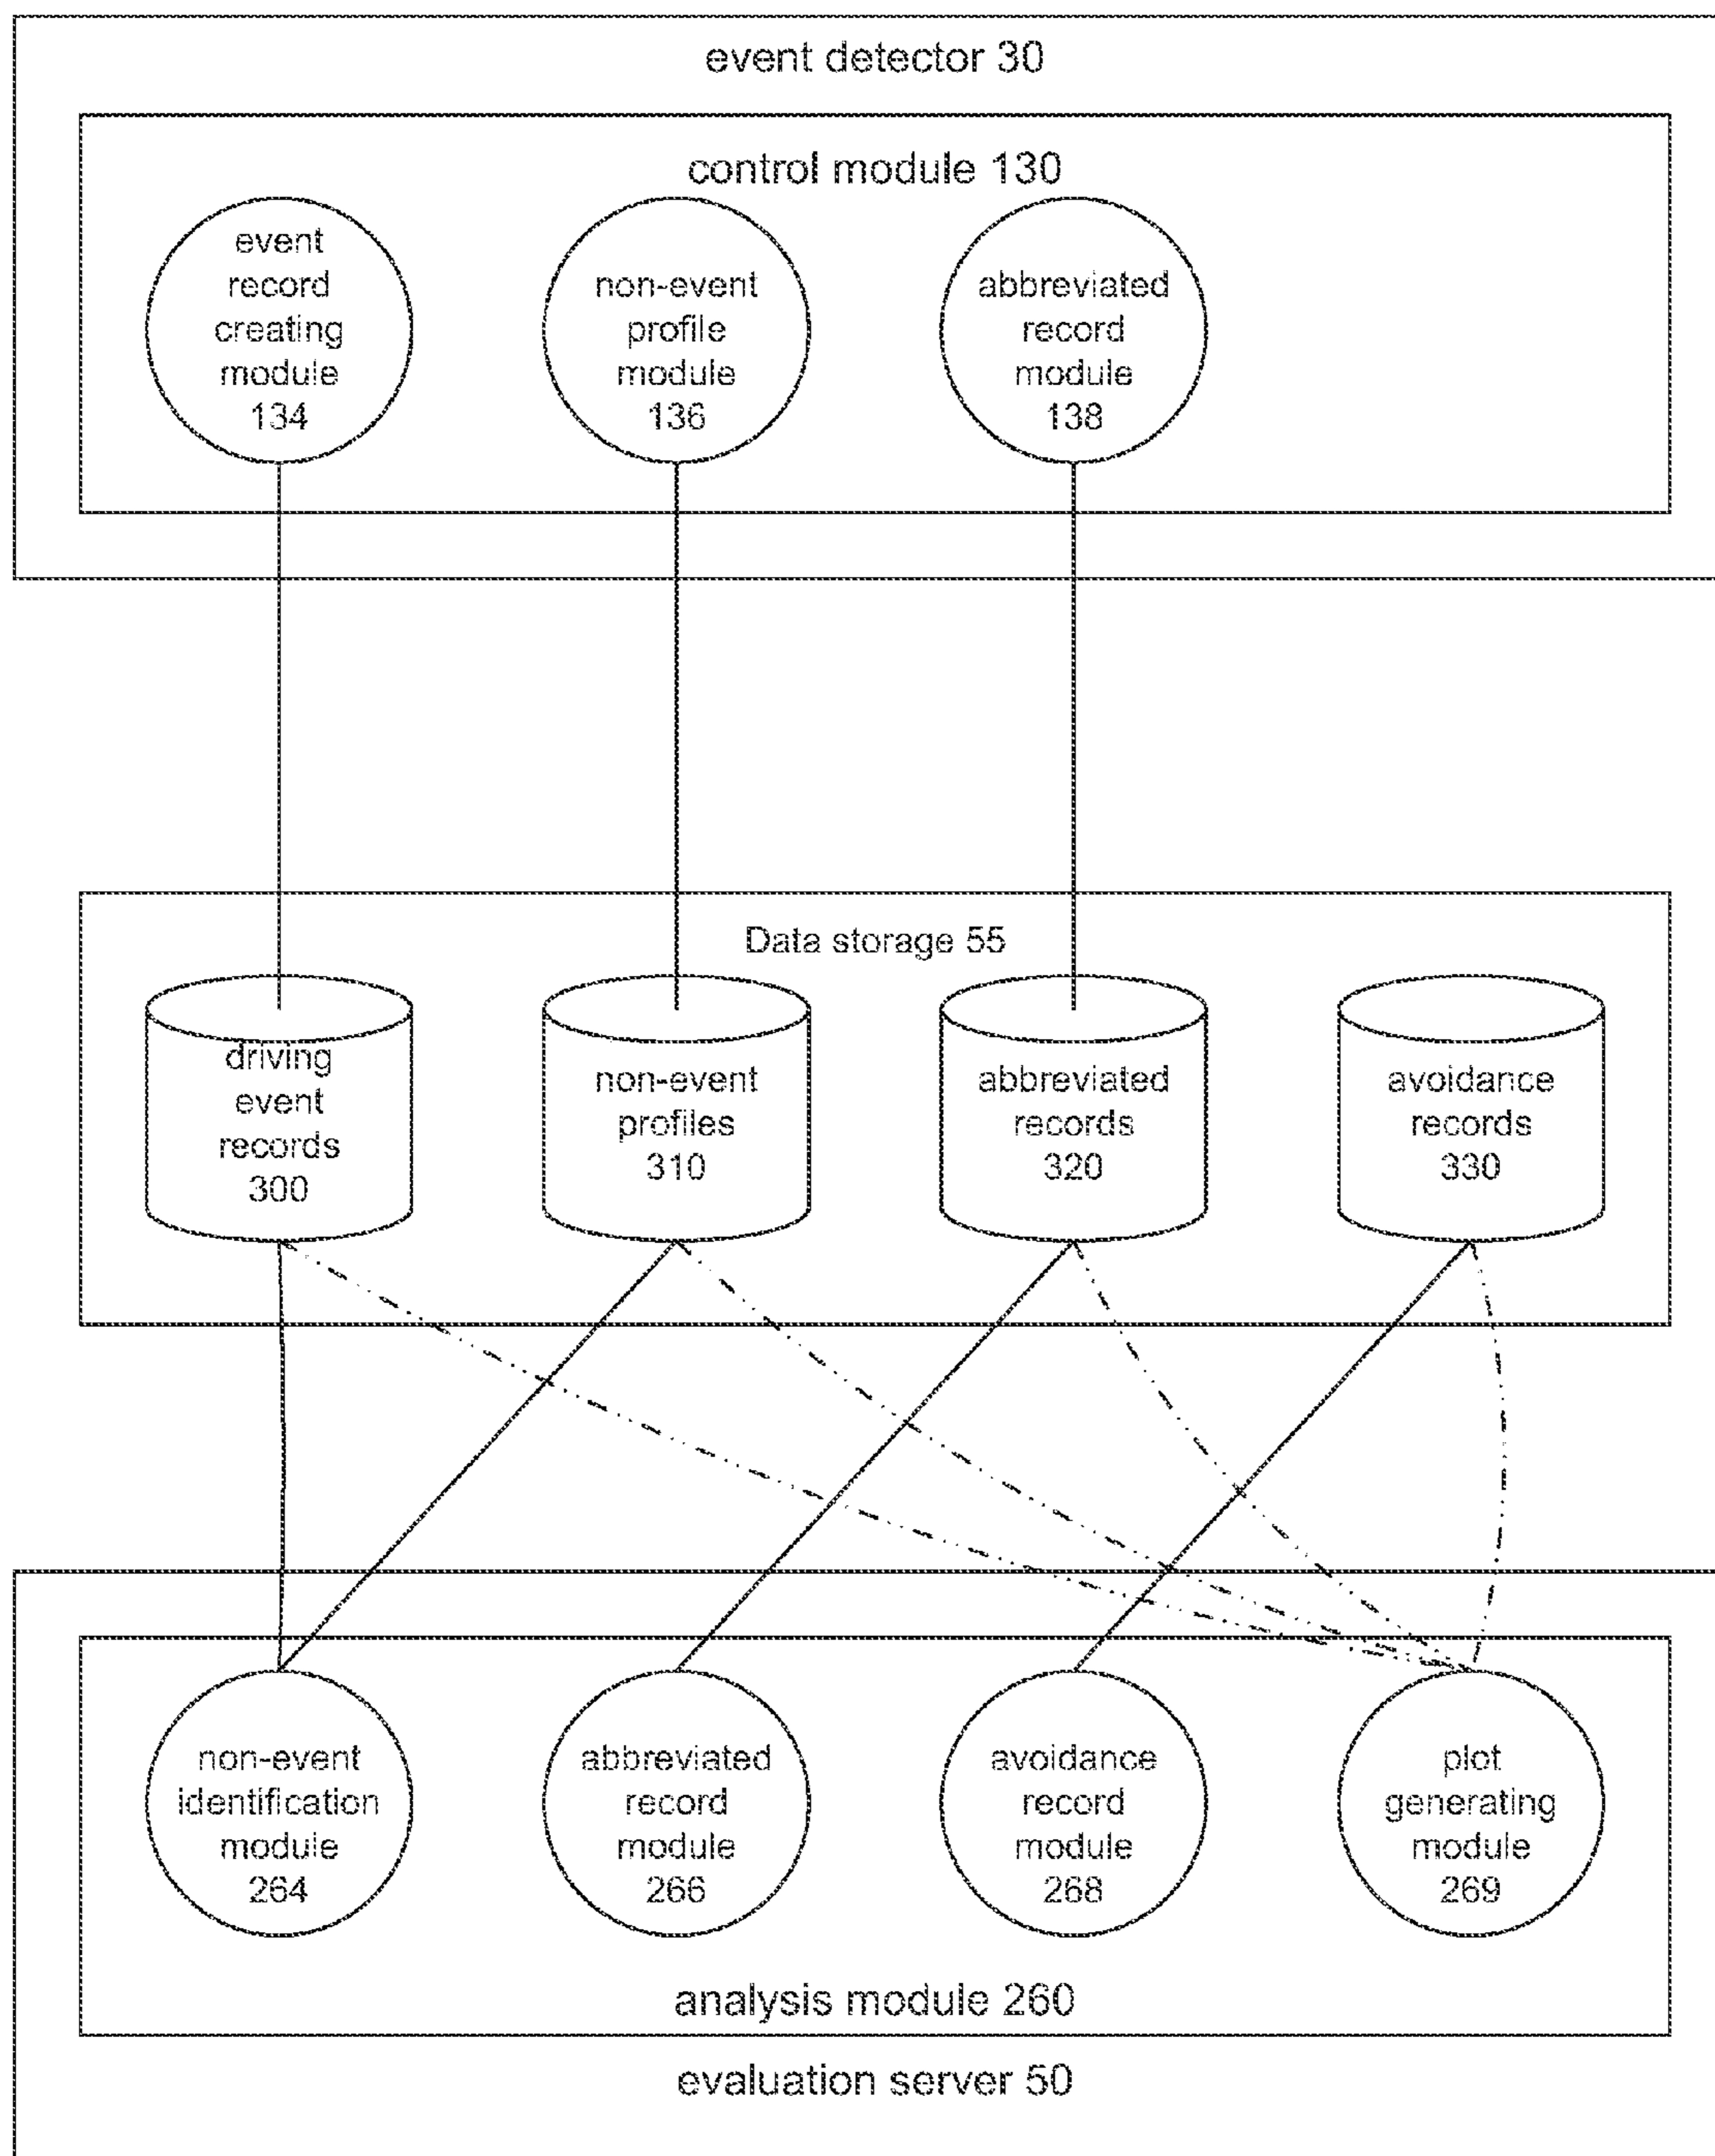 event detector 30
control module 130
event
record
creating
module
134
non-event
profile
module
136
abbreviated
record
module
138
Data storage 55
driving
event
records
300
non-event
profiles
310
abbreviated
records
320
avoidance
records
330
non-event
identification
module
264
abbreviated
record
module
266
avoidance
record
module
268
plot
generating
module
269
analysis module 260
evaluation server 50